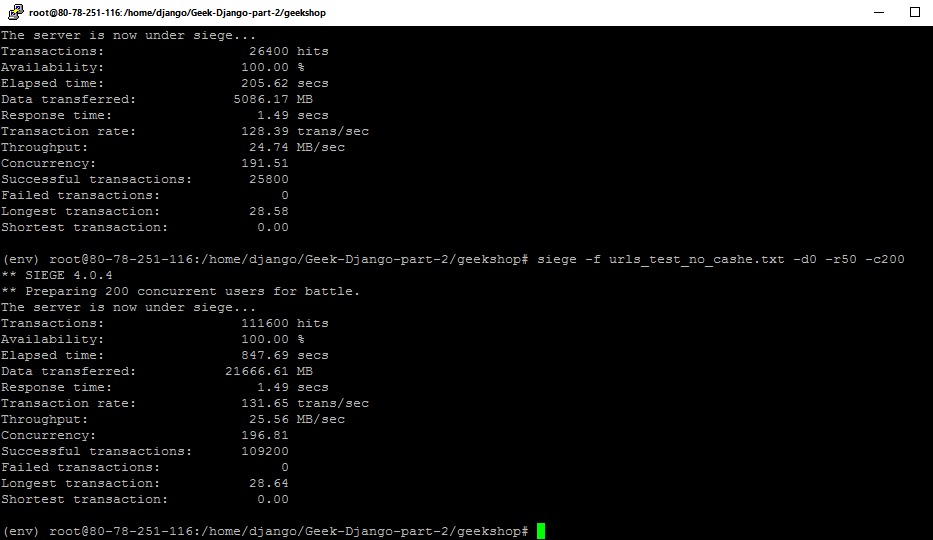 root@80-78-251-116: /home/django/Geek-Django-part-2/geekshop
The server is now under siege...
Transactions: 26400 hits
Availability: 100.00 %
Elapsed time: 205.62 secs
Data transferred: 5086.17 MB
Response time: 1.49 secs
Transaction rate: 128.39 trans/sec
Throughput: 24.74 MB/sec
Concurrency: 191.51
Successful transactions: 25800
Failed transactions: 0
Longest transaction: 28.58
Shortest transaction: 0.00
(env) root@80-78-251-116:/home/django/Geek-Django-part-2/geekshop# siege -f urls_test_no_cashe.txt -d0 -r50 -c200
** SIEGE 4.0.4
** Preparing 200 concurrent users for battle.
The server is now under siege...
Transactions: 111600 hits
Availability: 100.00 %
Elapsed time: 847.69 secs
Data transferred: 21666.61 MB
Response time: 1.49 secs
Transaction rate: 131.65 trans/sec
Throughput: 25.56 MB/sec
Concurrency: 196.81
Successful transactions: 109200
Failed transactions: 0
Longest transaction: 28.64
Shortest transaction: 0.00
(env) root@80-78-251-116:/home/django/Geek-Django-part-2/geekshop#